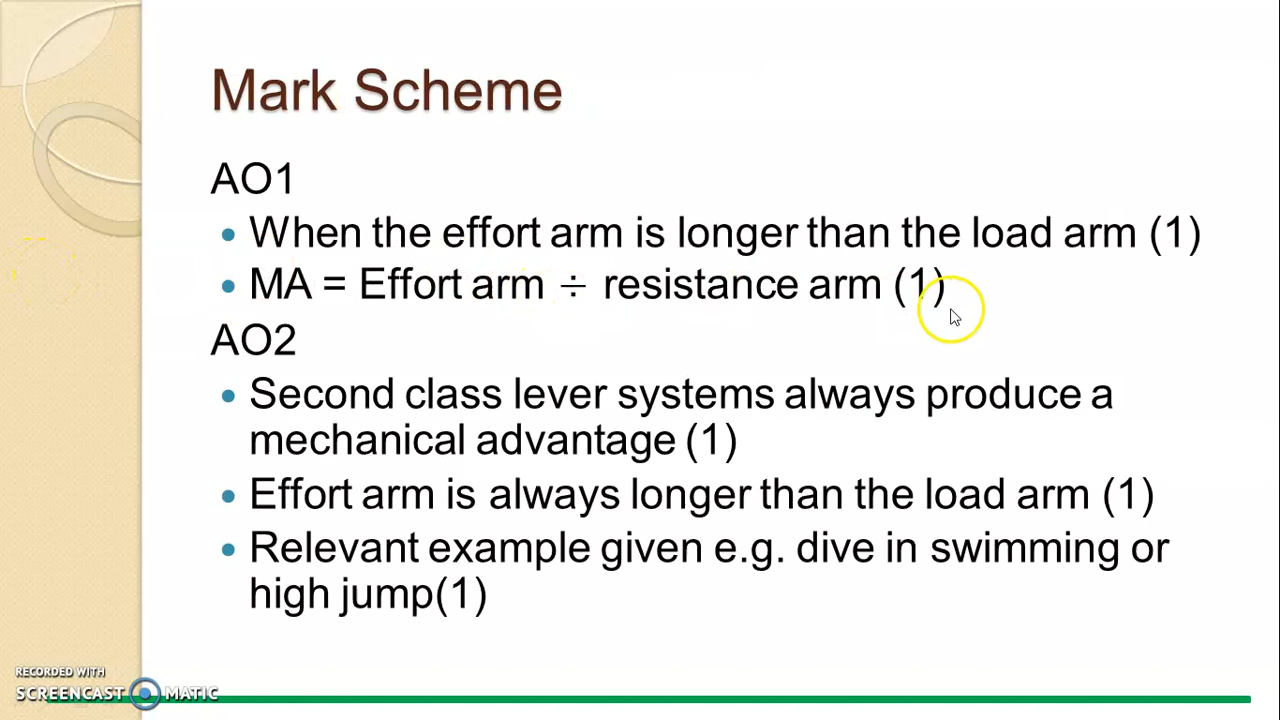 Mark Scheme
AO1
• When the effort arm is longer than the load arm (1)
• MA = Effort arm ÷ resistance arm (1)
AO2
• Second class lever systems always produce a
mechanical advantage (1)
• Effort arm is always longer than the load arm (1)
• Relevant example given e.g. dive in swimming or
high jump(1)
RECORDED WITH
SCREENCAST MATIC